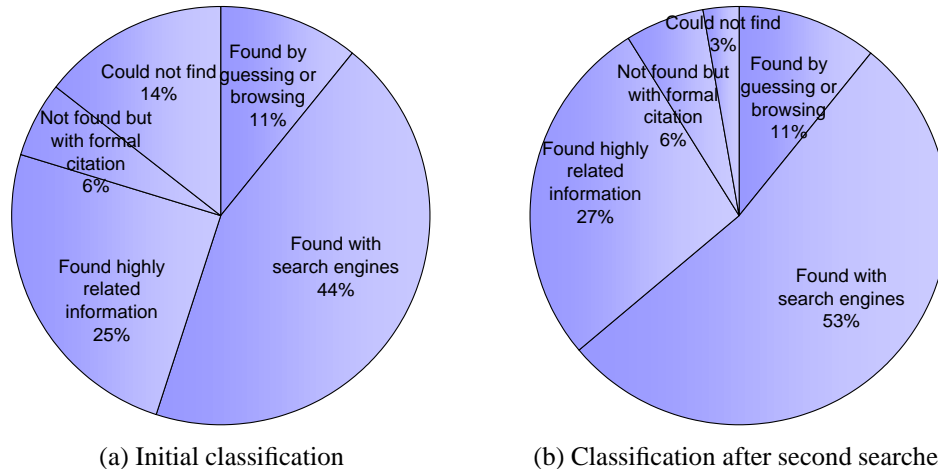 Found by
guessing or
browsing
11%
Found with
search engines
44%
Found highly
related
information
25%
Not found but
with formal
citation
6%
Could not find
14%
(a) Initial classification
Found by
guessing or
browsing
11%
Found with
search engines
53%
Found highly
related
information
27%
Not found but
with formal
citation
6%
Could not find
3%
(b) Classification after second searche